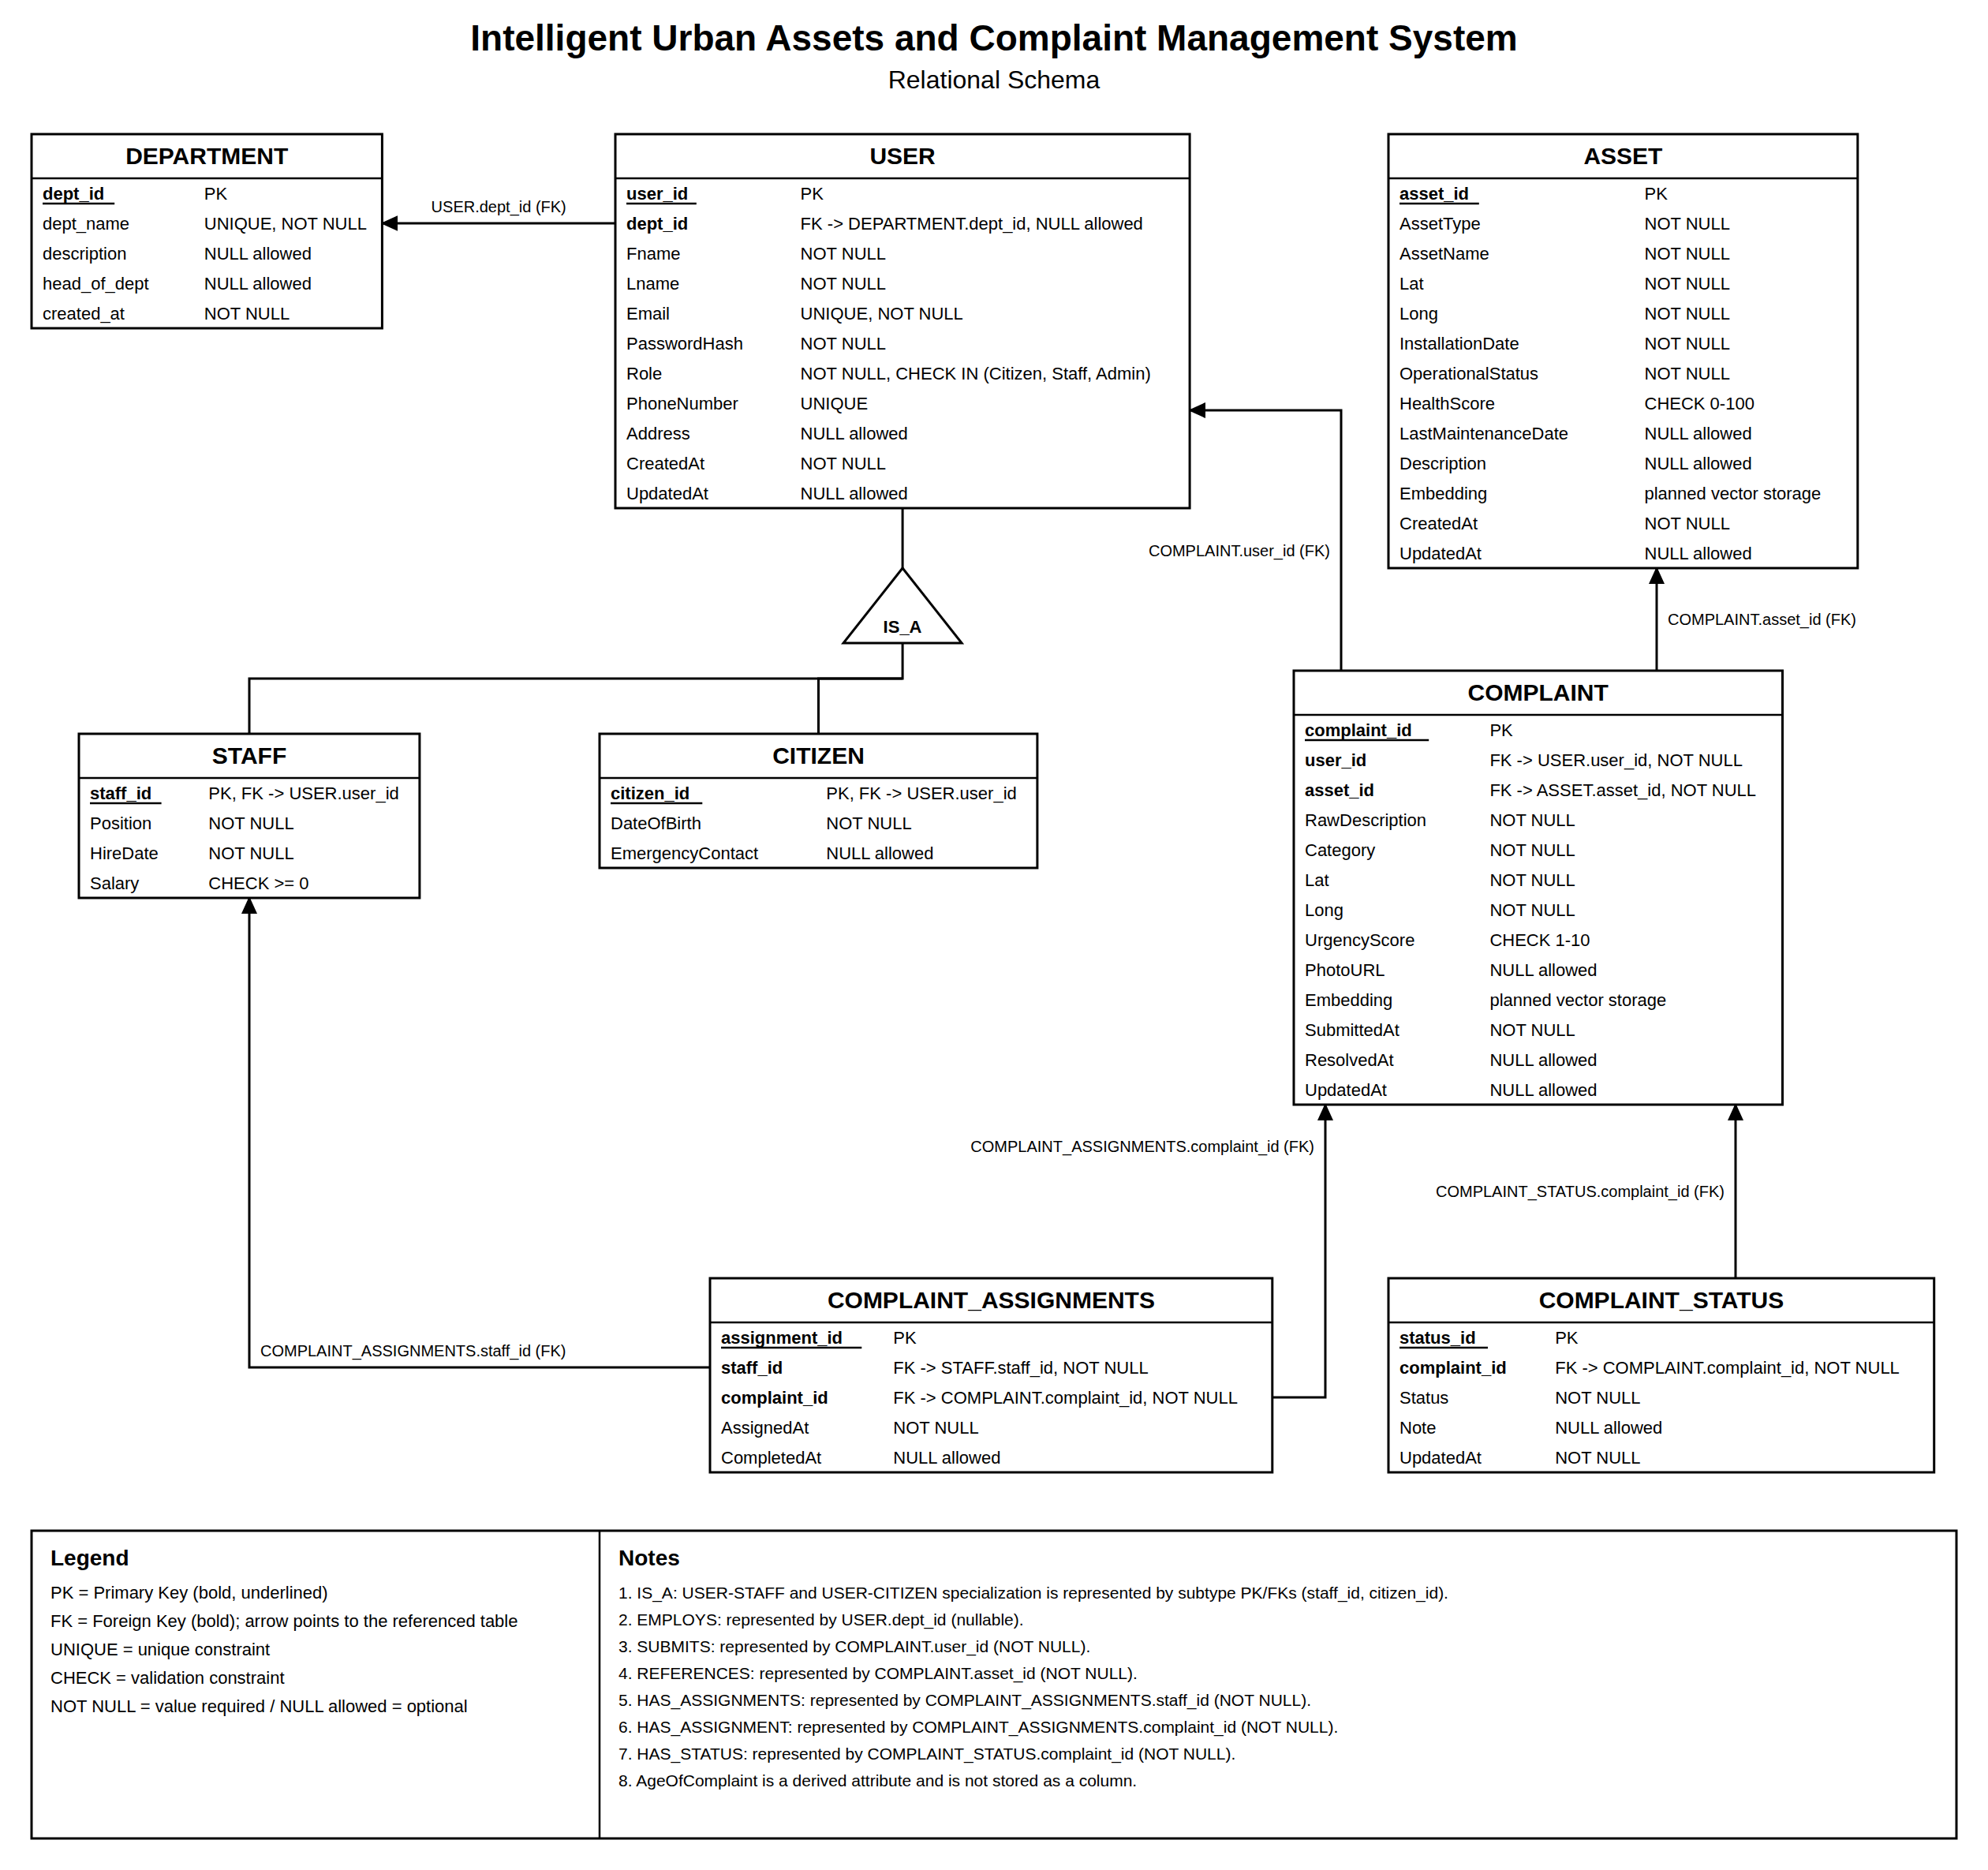 Intelligent Urban Assets and Complaint Management System
Relational Schema
DEPARTMENT
dept_id PK
dept_name UNIQUE, NOT NULL
description NULL allowed
head_of_dept NULL allowed
created_at NOT NULL
USER.dept_id (FK)
USER
user_id PK
dept_id FK -> DEPARTMENT.dept_id, NULL allowed
Fname NOT NULL
Lname NOT NULL
Email UNIQUE, NOT NULL
PasswordHash NOT NULL
Role NOT NULL, CHECK IN (Citizen, Staff, Admin)
PhoneNumber UNIQUE
Address NULL allowed
CreatedAt NOT NULL
UpdatedAt NULL allowed
ASSET
asset_id PK
AssetType NOT NULL
AssetName NOT NULL
Lat NOT NULL
Long NOT NULL
InstallationDate NOT NULL
OperationalStatus NOT NULL
HealthScore CHECK 0-100
LastMaintenanceDate NULL allowed
Description NULL allowed
Embedding planned vector storage
CreatedAt NOT NULL
UpdatedAt NULL allowed
COMPLAINT.user_id (FK)
COMPLAINT.asset_id (FK)
IS_A
STAFF
staff_id PK, FK -> USER.user_id
Position NOT NULL
HireDate NOT NULL
Salary CHECK >= 0
CITIZEN
citizen_id PK, FK -> USER.user_id
DateOfBirth NOT NULL
EmergencyContact NULL allowed
COMPLAINT
complaint_id PK
user_id FK -> USER.user_id, NOT NULL
asset_id FK -> ASSET.asset_id, NOT NULL
RawDescription NOT NULL
Category NOT NULL
Lat NOT NULL
Long NOT NULL
UrgencyScore CHECK 1-10
PhotoURL NULL allowed
Embedding planned vector storage
SubmittedAt NOT NULL
ResolvedAt NULL allowed
UpdatedAt NULL allowed
COMPLAINT_ASSIGNMENTS.complaint_id (FK)
COMPLAINT_STATUS.complaint_id (FK)
COMPLAINT_ASSIGNMENTS.staff_id (FK)
COMPLAINT_ASSIGNMENTS
assignment_id PK
staff_id FK -> STAFF.staff_id, NOT NULL
complaint_id FK -> COMPLAINT.complaint_id, NOT NULL
AssignedAt NOT NULL
CompletedAt NULL allowed
COMPLAINT_STATUS
status_id PK
complaint_id FK -> COMPLAINT.complaint_id, NOT NULL
Status NOT NULL
Note NULL allowed
UpdatedAt NOT NULL
Legend
PK = Primary Key (bold, underlined)
FK = Foreign Key (bold); arrow points to the referenced table
UNIQUE = unique constraint
CHECK = validation constraint
NOT NULL = value required / NULL allowed = optional
Notes
1. IS_A: USER-STAFF and USER-CITIZEN specialization is represented by subtype PK/FKs (staff_id, citizen_id).
2. EMPLOYS: represented by USER.dept_id (nullable).
3. SUBMITS: represented by COMPLAINT.user_id (NOT NULL).
4. REFERENCES: represented by COMPLAINT.asset_id (NOT NULL).
5. HAS_ASSIGNMENTS: represented by COMPLAINT_ASSIGNMENTS.staff_id (NOT NULL).
6. HAS_ASSIGNMENT: represented by COMPLAINT_ASSIGNMENTS.complaint_id (NOT NULL).
7. HAS_STATUS: represented by COMPLAINT_STATUS.complaint_id (NOT NULL).
8. AgeOfComplaint is a derived attribute and is not stored as a column.